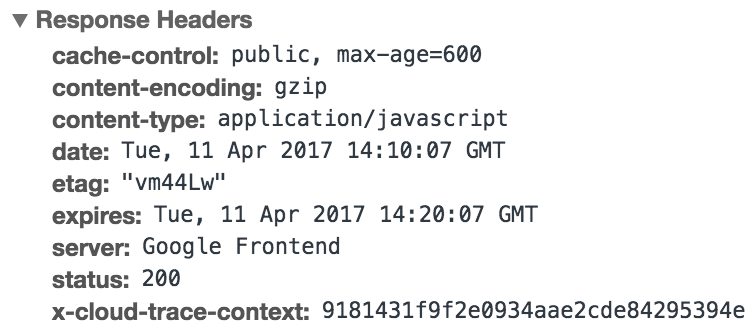 ▼ Response Headers
cache-control: public, max-age=600
content-encoding: gzip
content-type: application/javascript
date: Tue, 11 Apr 2017 14:10:07 GMT
etag: "vm44Lw"
expires: Tue, 11 Apr 2017 14:20:07 GMT
server: Google Frontend
status: 200
x-cloud-trace-context: 9181431f9f2e0934aae2cde84295394e